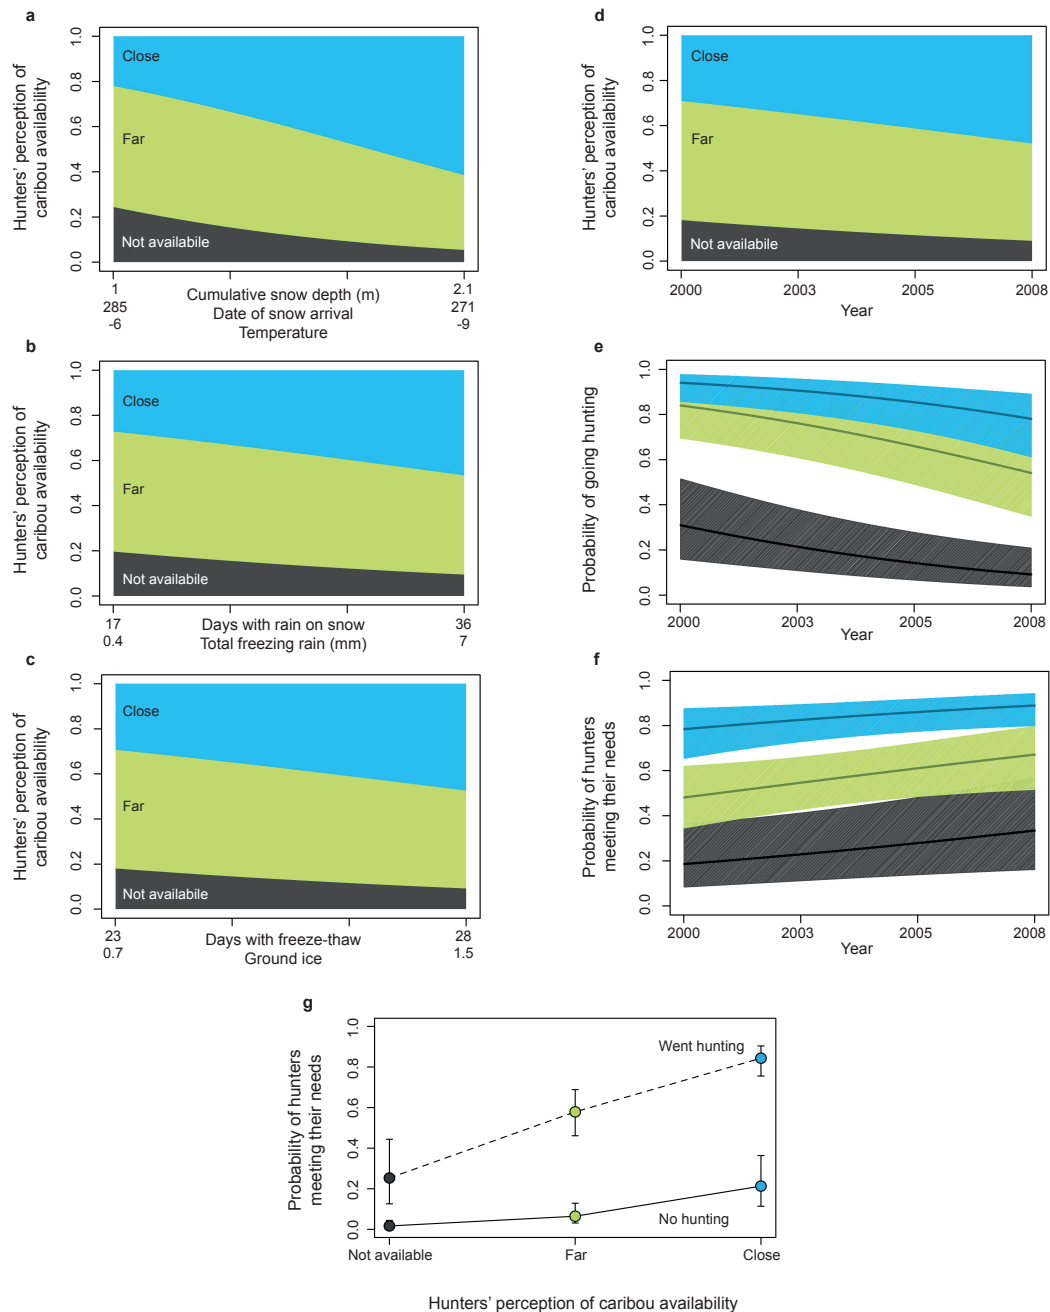 a
Hunters' perception of
caribou availability
0.0 0.2 0.4 0.6 0.8 1.0
Close
Far
Not availabile
1 Cumulative snow depth (m) 2.1
285 Date of snow arrival 271
-6 Temperature -9
b
Hunters' perception of
caribou availability
0.0 0.2 0.4 0.6 0.8 1.0
Close
Far
Not availabile
17 Days with rain on snow 36
0.4 Total freezing rain (mm) 7
c
Hunters' perception of
caribou availability
0.0 0.2 0.4 0.6 0.8 1.0
Close
Far
Not availabile
23 Days with freeze-thaw 28
0.7 Ground ice 1.5
d
Hunters' perception of
caribou availability
0.0 0.2 0.4 0.6 0.8 1.0
Close
Far
Not availabile
2000 2003 2005 2008
Year
e
Probability of going hunting
0.0 0.2 0.4 0.6 0.8 1.0
2000 2003 2005 2008
Year
f
Probability of hunters
meeting their needs
0.0 0.2 0.4 0.6 0.8 1.0
2000 2003 2005 2008
Year
g
Probability of hunters
meeting their needs
0.0 0.2 0.4 0.6 0.8 1.0
Went hunting
No hunting
Not available Far Close
Hunters' perception of caribou availability